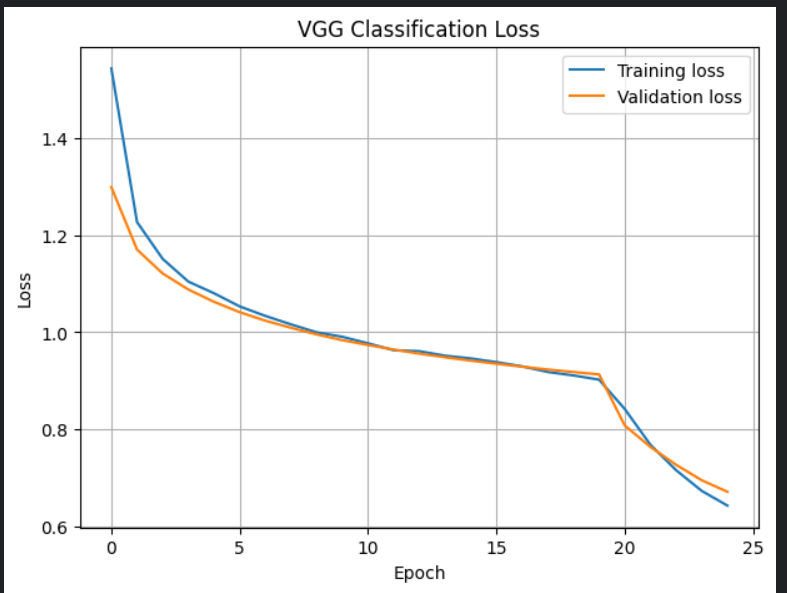 VGG Classification Loss
Training loss
Validation loss
1.4
1.2
1.0
0.8
0.6
Loss
0 5 10 15 20 25
Epoch